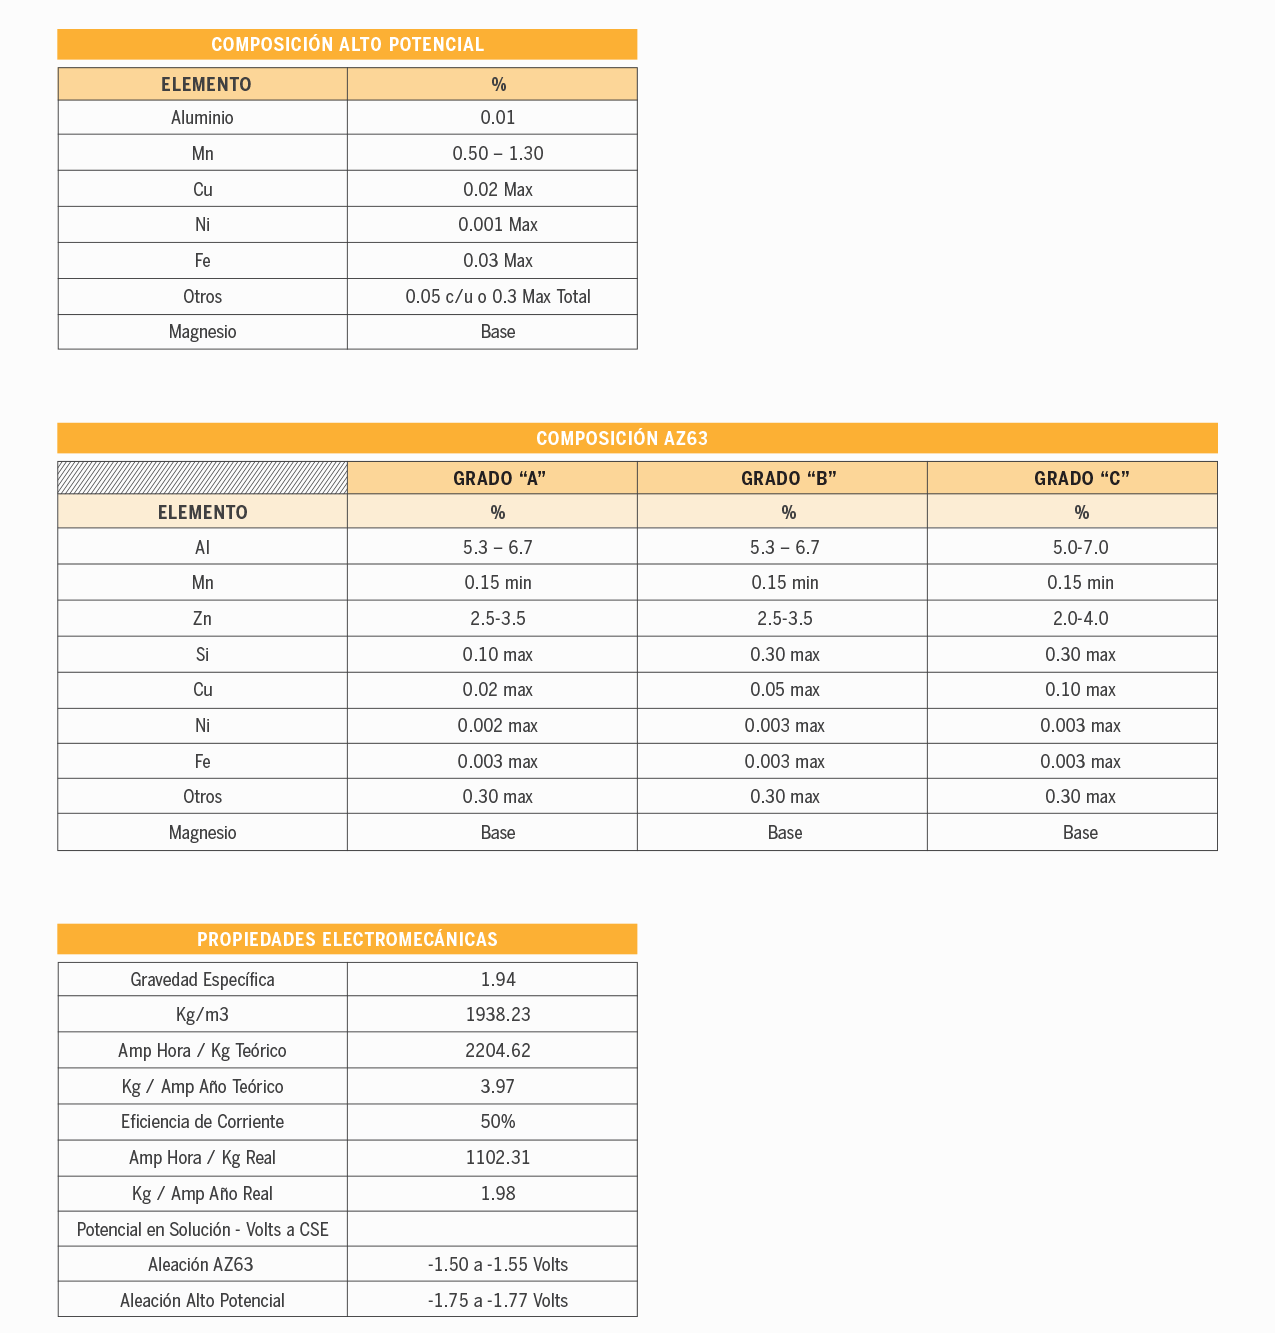 COMPOSICIÓN ALTO POTENCIAL
ELEMENTO %
Aluminio 0.01
Mn 0.50 – 1.30
Cu 0.02 Max
Ni 0.001 Max
Fe 0.03 Max
Otros 0.05 c/u o 0.3 Max Total
Magnesio Base
COMPOSICIÓN AZ63
GRADO “A” GRADO “B” GRADO “C”
ELEMENTO % % %
Al 5.3 – 6.7 5.3 – 6.7 5.0-7.0
Mn 0.15 min 0.15 min 0.15 min
Zn 2.5-3.5 2.5-3.5 2.0-4.0
Si 0.10 max 0.30 max 0.30 max
Cu 0.02 max 0.05 max 0.10 max
Ni 0.002 max 0.003 max 0.003 max
Fe 0.003 max 0.003 max 0.003 max
Otros 0.30 max 0.30 max 0.30 max
Magnesio Base Base Base
PROPIEDADES ELECTROMECÁNICAS
Gravedad Específica 1.94
Kg/m3 1938.23
Amp Hora / Kg Teórico 2204.62
Kg / Amp Año Teórico 3.97
Eficiencia de Corriente 50%
Amp Hora / Kg Real 1102.31
Kg / Amp Año Real 1.98
Potencial en Solución - Volts a CSE
Aleación AZ63 -1.50 a -1.55 Volts
Aleación Alto Potencial -1.75 a -1.77 Volts